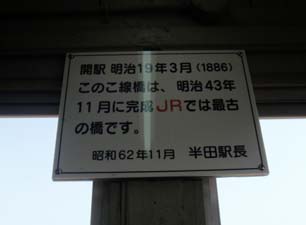 開駅 明治19年3月(1886)
このこ線橋は、明治43年
11月に完成JRでは最古
の橋です。
昭和62年11月 半田駅長